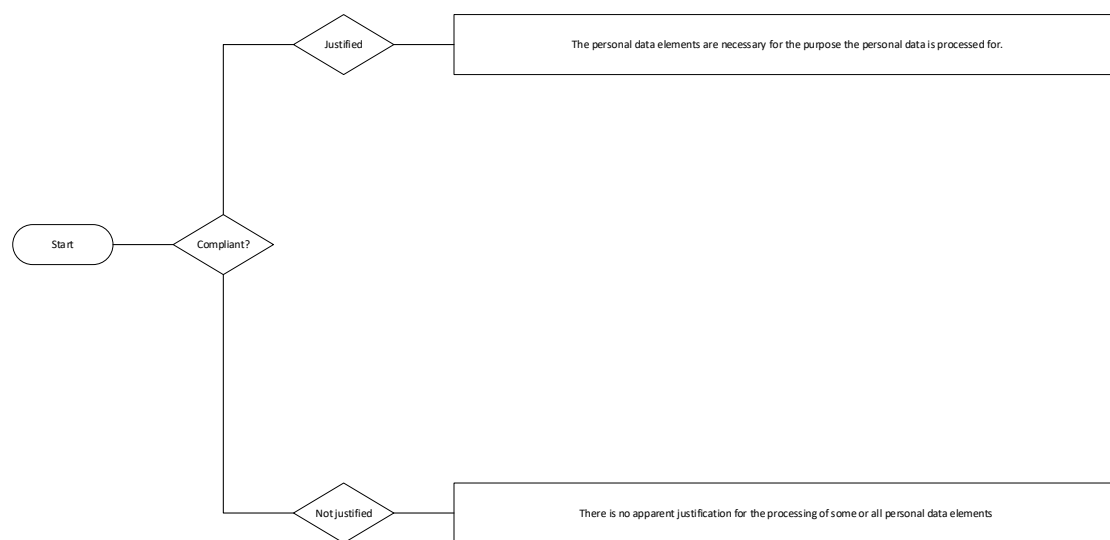 Justified
The personal data elements are necessary for the purpose the personal data is processed for.
Start
Compliant?
Not justified
There is no apparent justification for the processing of some or all personal data elements